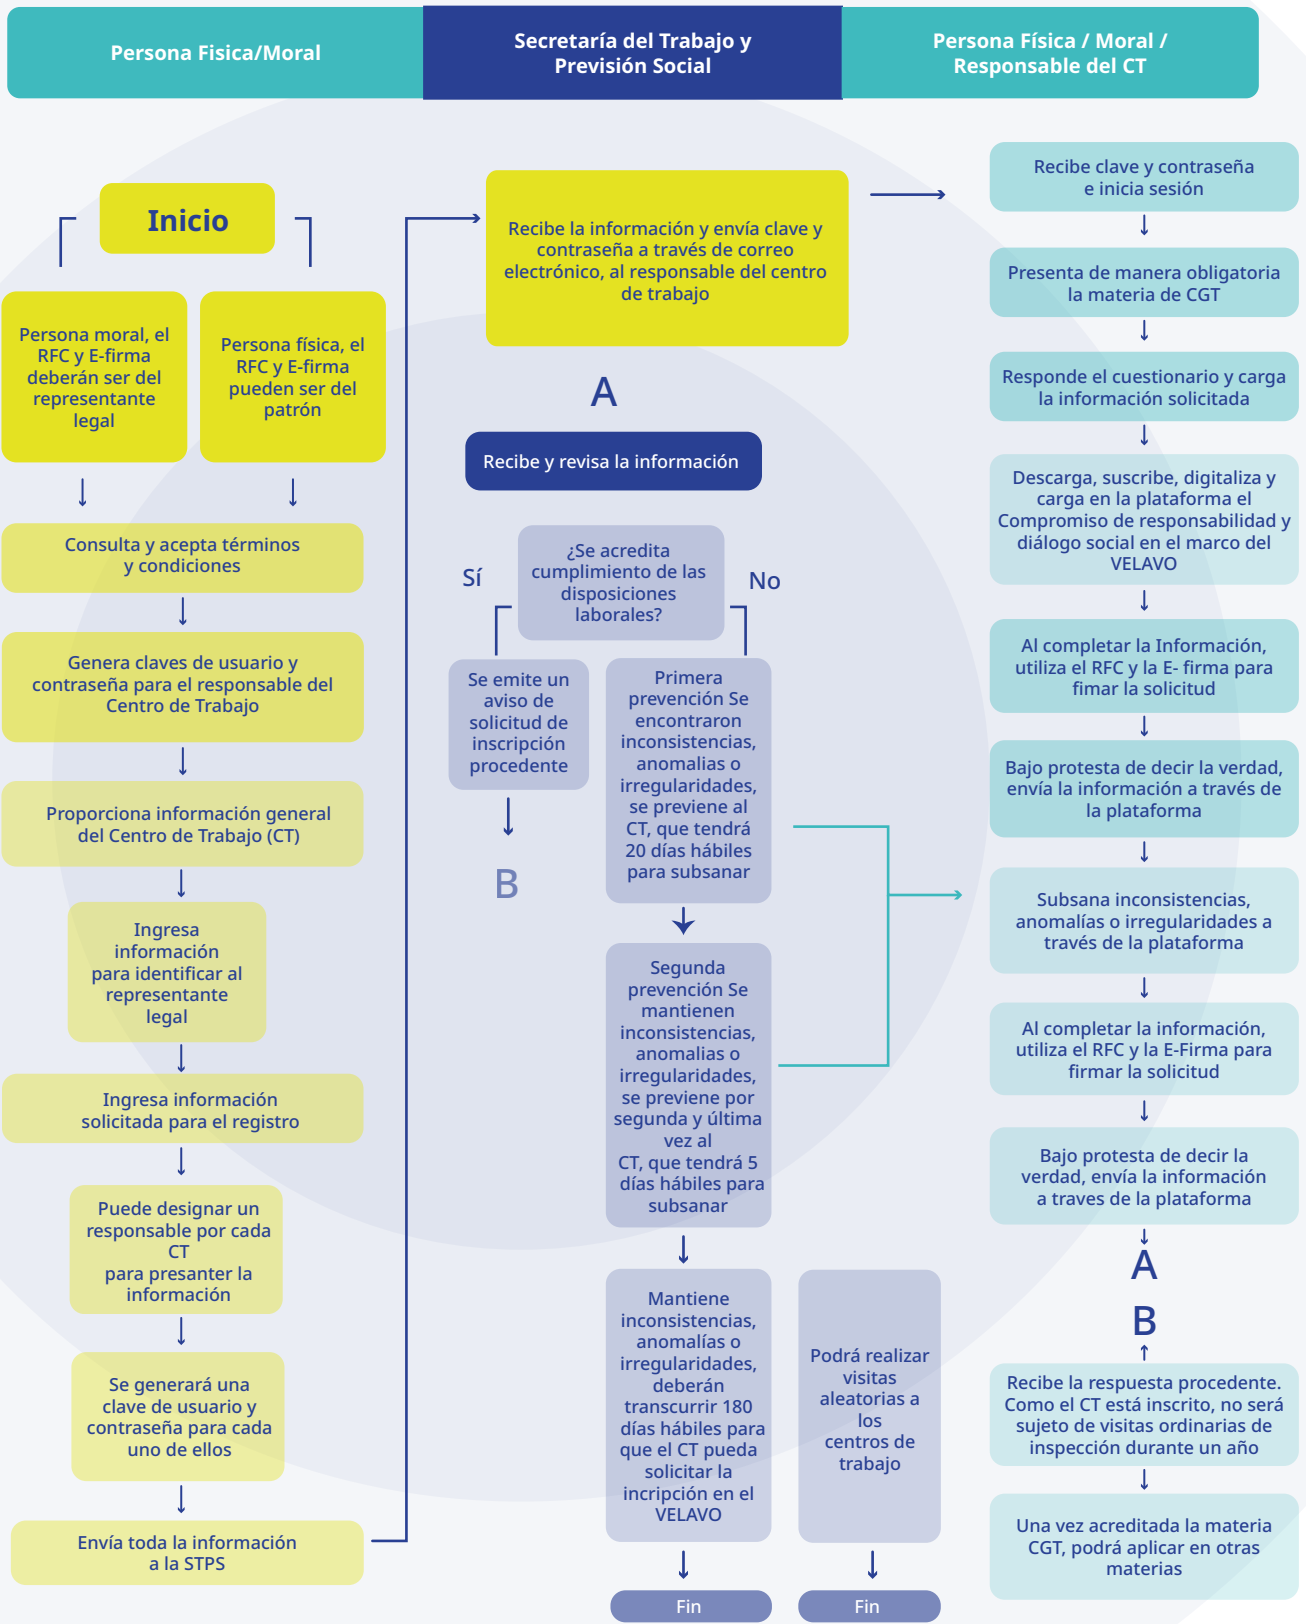 Persona Fisica/Moral
Secretaría del Trabajo y
Previsión Social
Persona Física / Moral /
Responsable del CT
Inicio
Persona moral, el
RFC y E-firma
deberán ser del
representante
legal
Persona física, el
RFC y E-firma
pueden ser del
patrón
Consulta y acepta términos
y condiciones
Genera claves de usuario y
contraseña para el responsable del
Centro de Trabajo
Proporciona información general
del Centro de Trabajo (CT)
Ingresa
información
para identificar al
representante
legal
Ingresa información
solicitada para el registro
Puede designar un
responsable por cada
CT
para presanter la
información
Se generará una
clave de usuario y
contraseña para cada
uno de ellos
Envía toda la información
a la STPS
Recibe la información y envía clave y
contraseña a través de correo
electrónico, al responsable del centro
de trabajo
A
Recibe y revisa la información
¿Se acredita
cumplimiento de las
disposiciones
laborales?
Sí
No
Se emite un
aviso de
solicitud de
inscripción
procedente
B
Primera
prevención Se
encontraron
inconsistencias,
anomalias o
irregularidades,
se previene al
CT, que tendrá
20 días hábiles
para subsanar
Segunda
prevención Se
mantienen
inconsistencias,
anomalias o
irregularidades,
se previene por
segunda y última
vez al
CT, que tendrá 5
días hábiles para
subsanar
Mantiene
inconsistencias,
anomalías o
irregularidades,
deberán
transcurrir 180
días hábiles para
que el CT pueda
solicitar la
incripción en el
VELAVO
Fin
Podrá realizar
visitas
aleatorias a
los
centros de
trabajo
Fin
Recibe clave y contraseña
e inicia sesión
Presenta de manera obligatoria
la materia de CGT
Responde el cuestionario y carga
la información solicitada
Descarga, suscribe, digitaliza y
carga en la plataforma el
Compromiso de responsabilidad y
diálogo social en el marco del
VELAVO
Al completar la Información,
utiliza el RFC y la E- firma para
fimar la solicitud
Bajo protesta de decir la verdad,
envía la información a través de
la plataforma
Subsana inconsistencias,
anomalías o irregularidades a
través de la plataforma
Al completar la información,
utiliza el RFC y la E-Firma para
firmar la solicitud
Bajo protesta de decir la
verdad, envía la información
a traves de la plataforma
A
B
Recibe la respuesta procedente.
Como el CT está inscrito, no será
sujeto de visitas ordinarias de
inspección durante un año
Una vez acreditada la materia
CGT, podrá aplicar en otras
materias